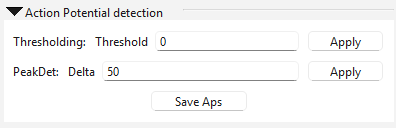 Action Potential detection
Thresholding: Threshold 0 Apply
PeakDet: Delta 50 Apply
Save Aps